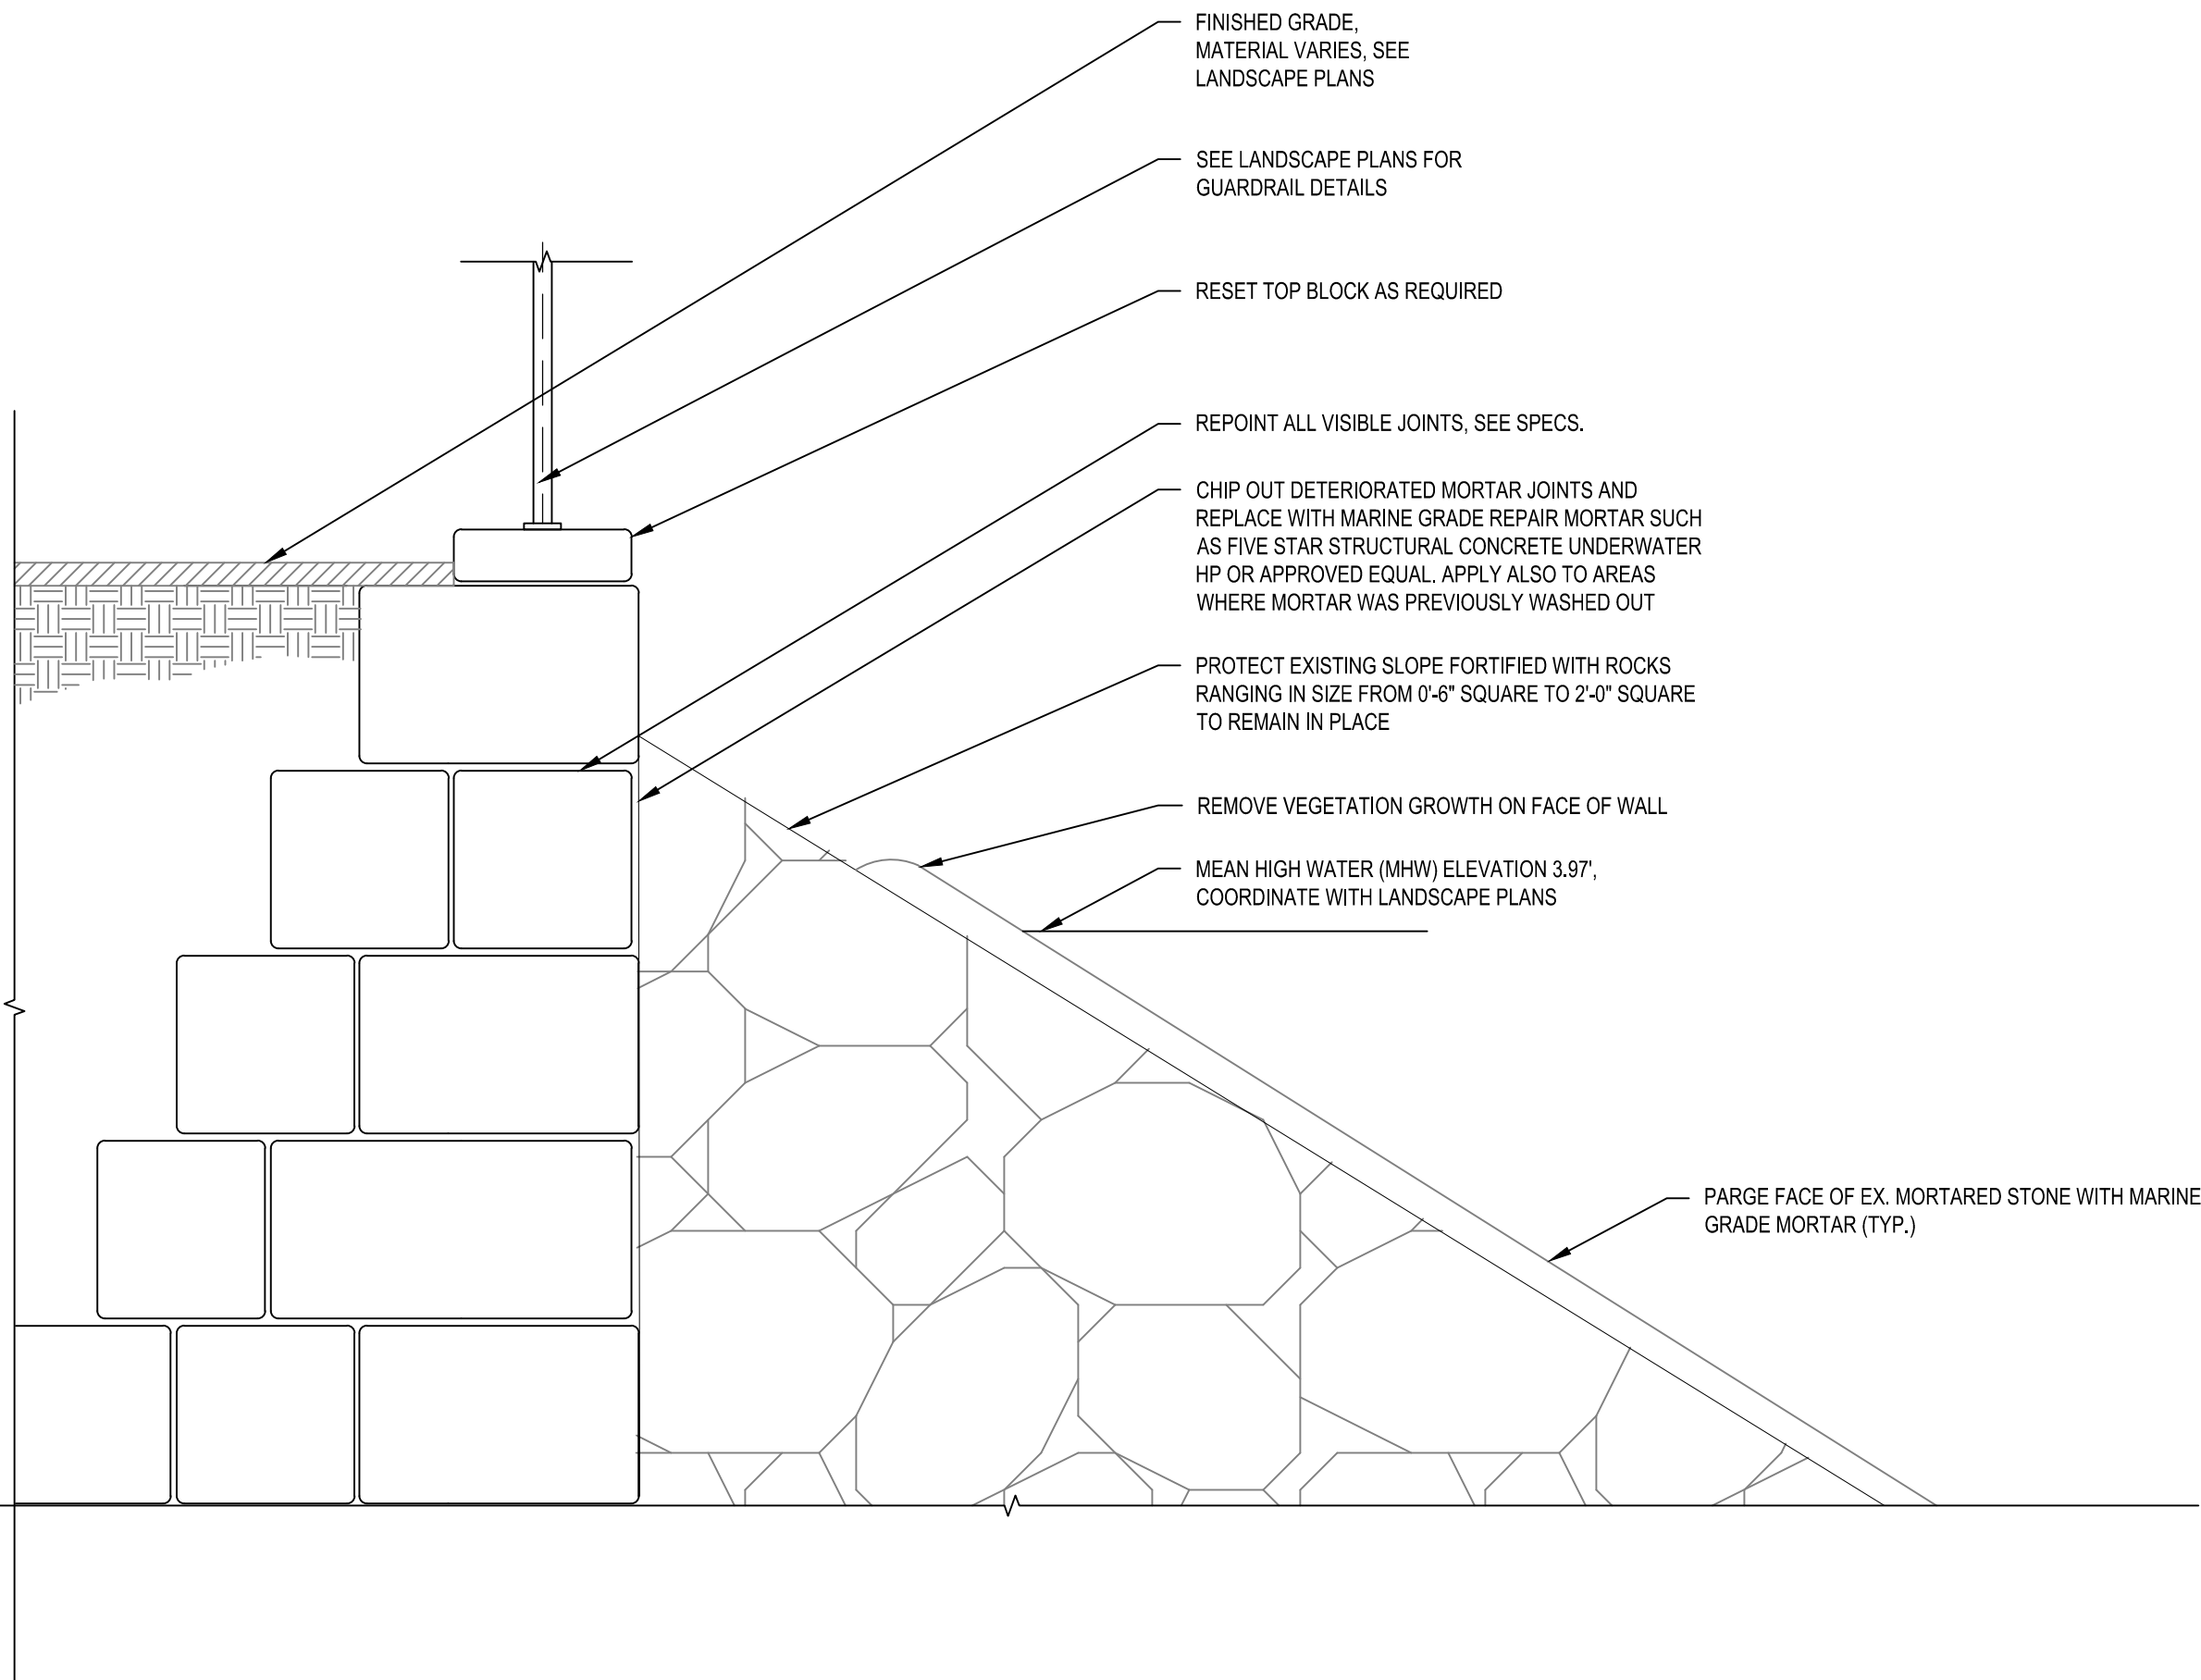 FINISHED GRADE,
MATERIAL VARIES, SEE
LANDSCAPE PLANS
SEE LANDSCAPE PLANS FOR
GUARDRAIL DETAILS
RESET TOP BLOCK AS REQUIRED
REPOINT ALL VISIBLE JOINTS, SEE SPECS.
CHIP OUT DETERIORATED MORTAR JOINTS AND
REPLACE WITH MARINE GRADE REPAIR MORTAR SUCH
AS FIVE STAR STRUCTURAL CONCRETE UNDERWATER
HP OR APPROVED EQUAL. APPLY ALSO TO AREAS
WHERE MORTAR WAS PREVIOUSLY WASHED OUT
PROTECT EXISTING SLOPE FORTIFIED WITH ROCKS
RANGING IN SIZE FROM 0'-6" SQUARE TO 2'-0" SQUARE
TO REMAIN IN PLACE
REMOVE VEGETATION GROWTH ON FACE OF WALL
MEAN HIGH WATER (MHW) ELEVATION 3.97',
COORDINATE WITH LANDSCAPE PLANS
PARGE FACE OF EX. MORTARED STONE WITH MARINE
GRADE MORTAR (TYP.)